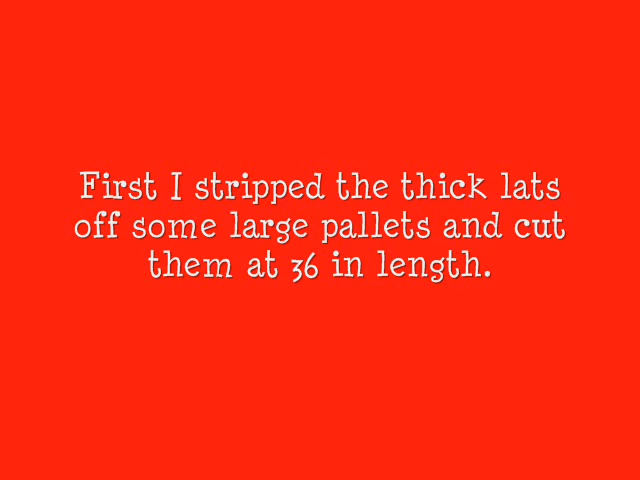 First I stripped the thick lats
off some large pallets and cut
them at 36 in length.